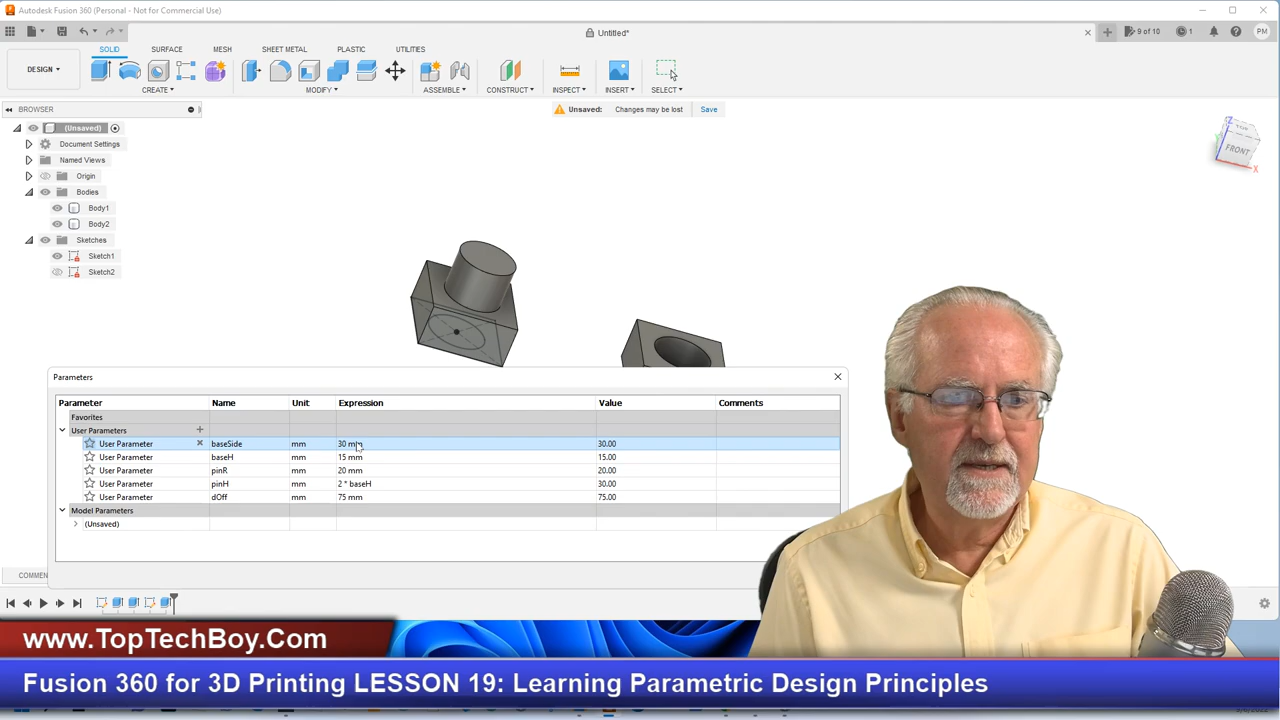 Autodesk Fusion 360 (Personal - Not for Commercial Use)
Untitled*
9 of 10
1
PM
DESIGN
SOLID SURFACE MESH SHEET METAL PLASTIC UTILITIES
CREATE MODIFY ASSEMBLE CONSTRUCT INSPECT INSERT SELECT
BROWSER
Unsaved: Changes may be lost Save
(Unsaved)
Document Settings
Named Views
Origin
Bodies
Body1
Body2
Sketches
Sketch1
Sketch2
Z
TOP
FRONT
X
Parameters
Parameter Name Unit Expression Value Comments
Favorites
User Parameters
User Parameter baseSide mm 30 mm 30.00
User Parameter baseH mm 15 mm 15.00
User Parameter pinR mm 20 mm 20.00
User Parameter pinH mm 2 * baseH 30.00
User Parameter dOff mm 75 mm 75.00
Model Parameters
(Unsaved)
COMMEN
www.TopTechBoy.Com
Fusion 360 for 3D Printing LESSON 19: Learning Parametric Design Principles